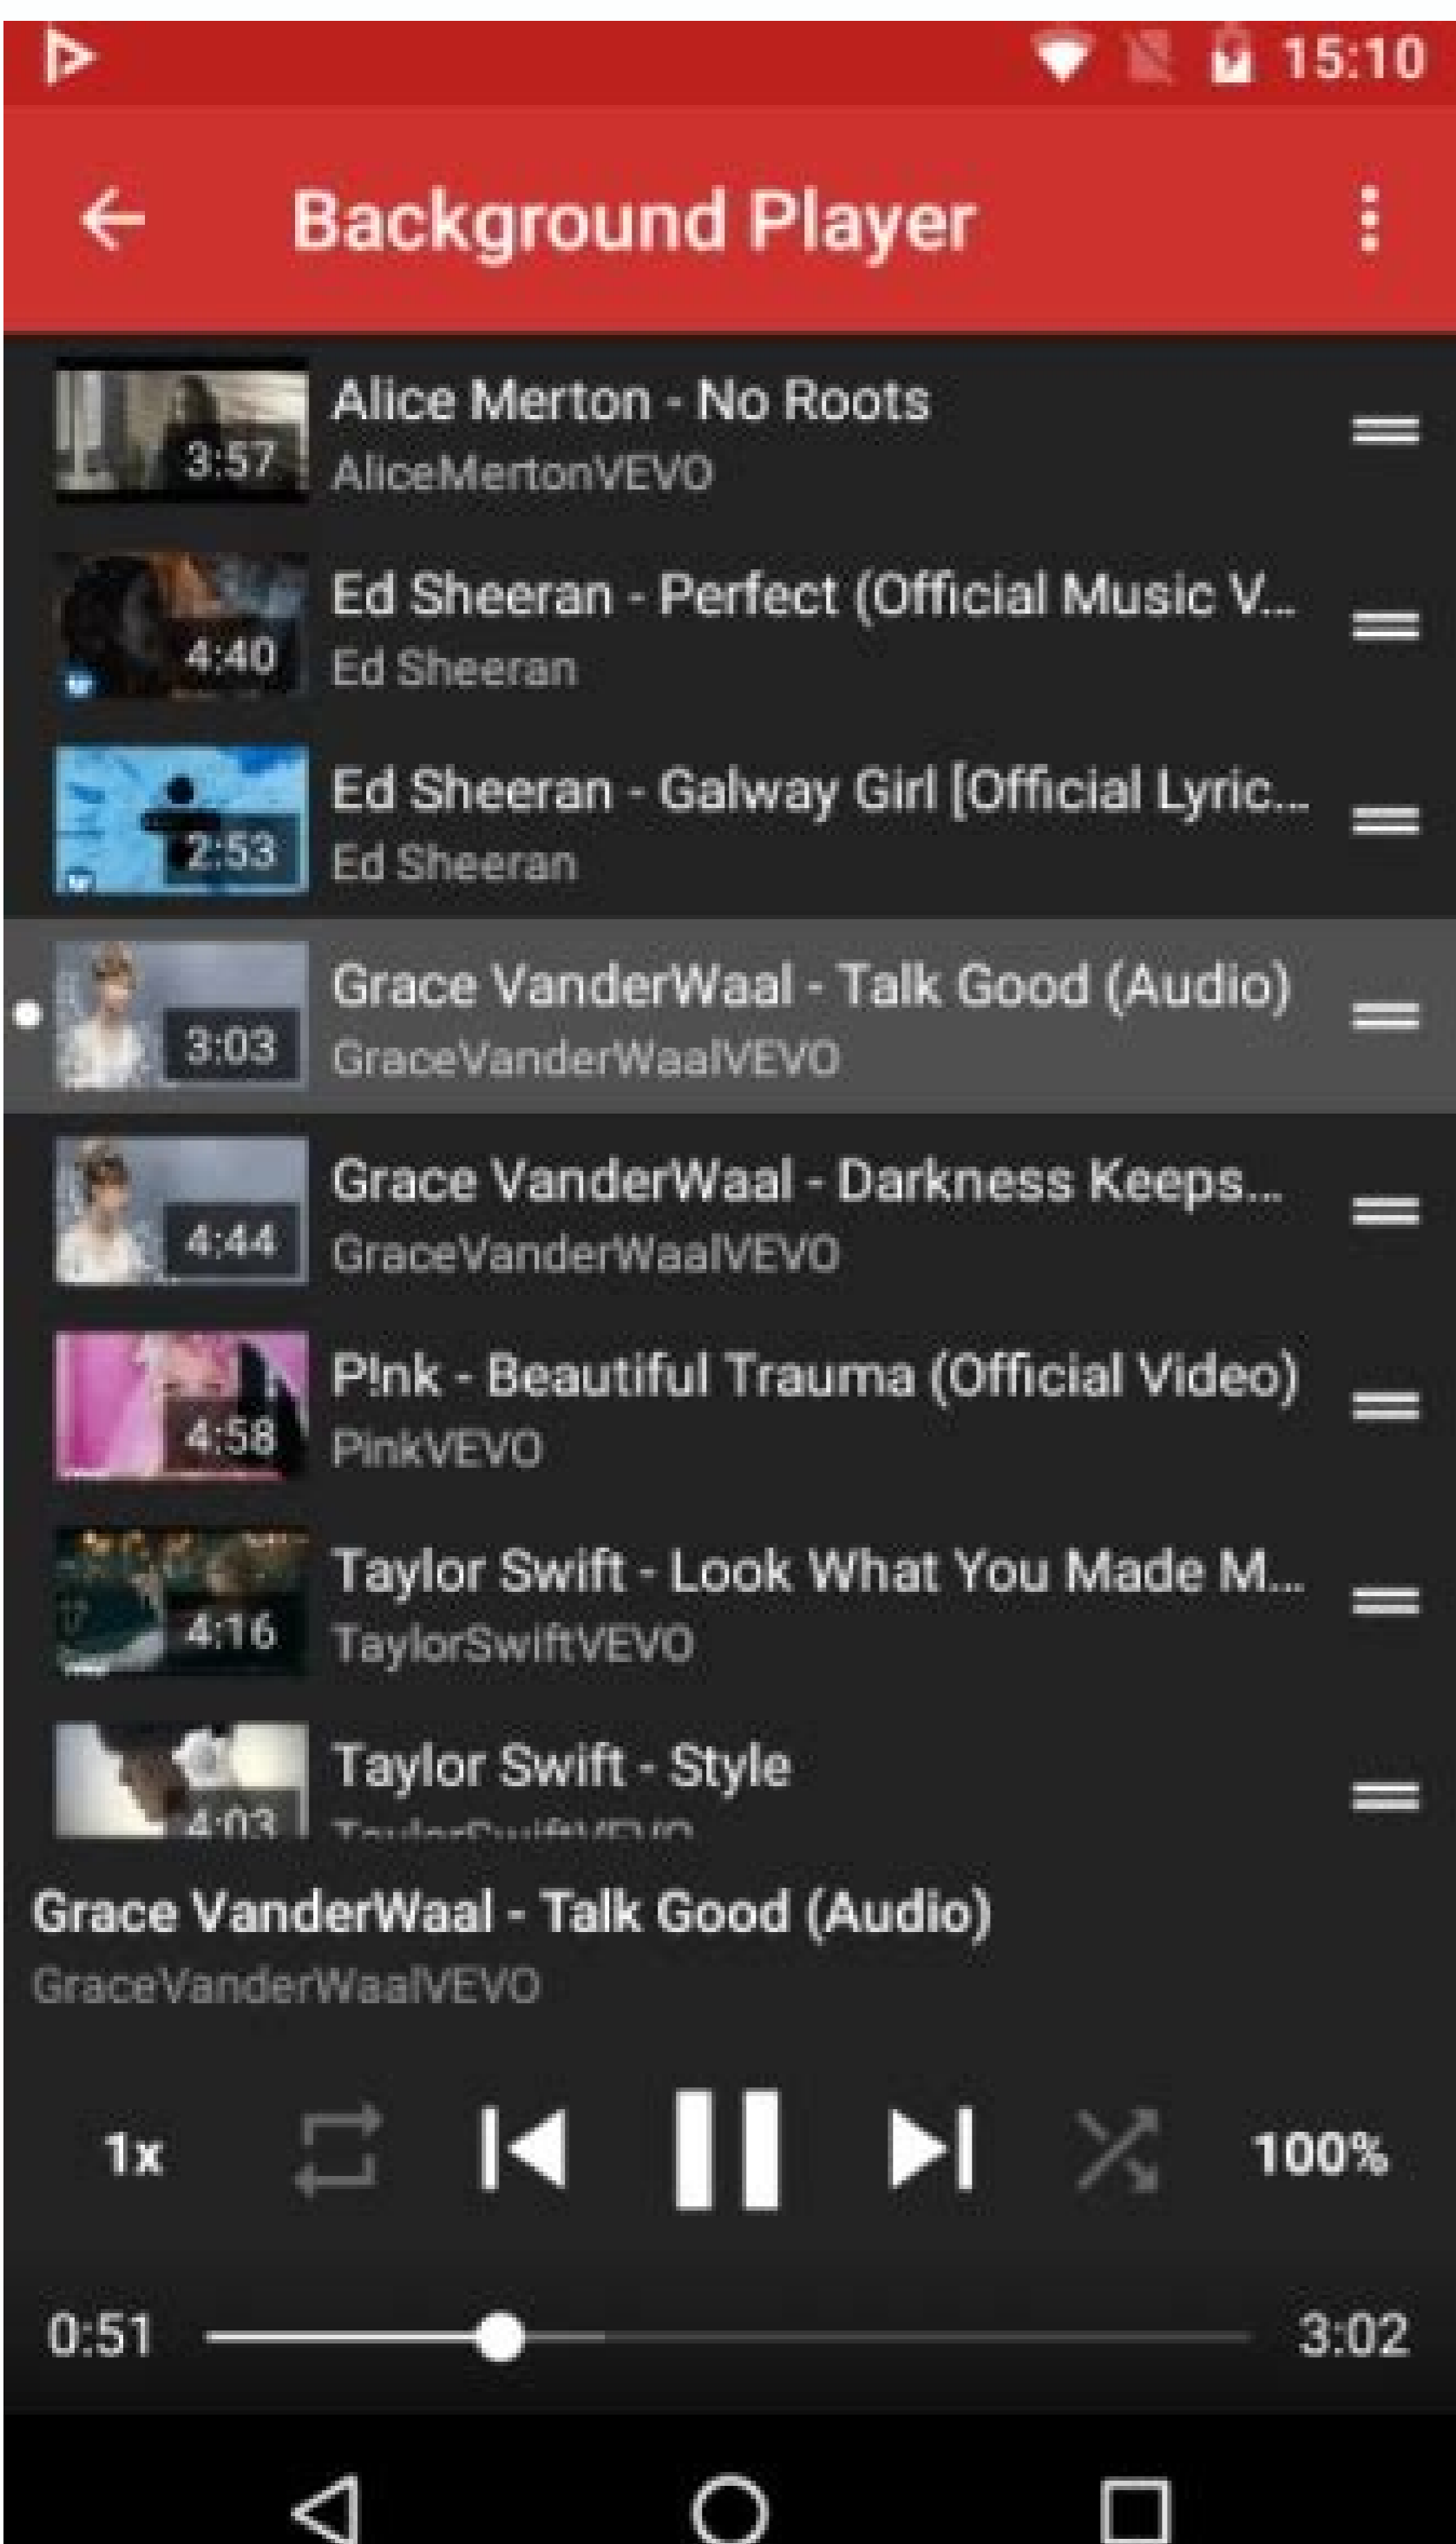 15:10
Background Player
Alice Merton - No Roots
3:57
AliceMertonVEVO
Ed Sheeran - Perfect (Official Music V...
4:40
Ed Sheeran
Ed Sheeran - Galway Girl [Official Lyric...
2:53
Ed Sheeran
Grace VanderWaal - Talk Good (Audio)
3:03
GraceVanderWaalVEVO
Grace VanderWaal - Darkness Keeps...
4:44
GraceVanderWaalVEVO
P!nk - Beautiful Trauma (Official Video)
4:58
PinkVEVO
Taylor Swift - Look What You Made M...
4:16
TaylorSwiftVEVO
Taylor Swift - Style
4:03
TaylorSwiftVEVO
Grace VanderWaal - Talk Good (Audio)
GraceVanderWaalVEVO
1x 100%
0:51 3:02